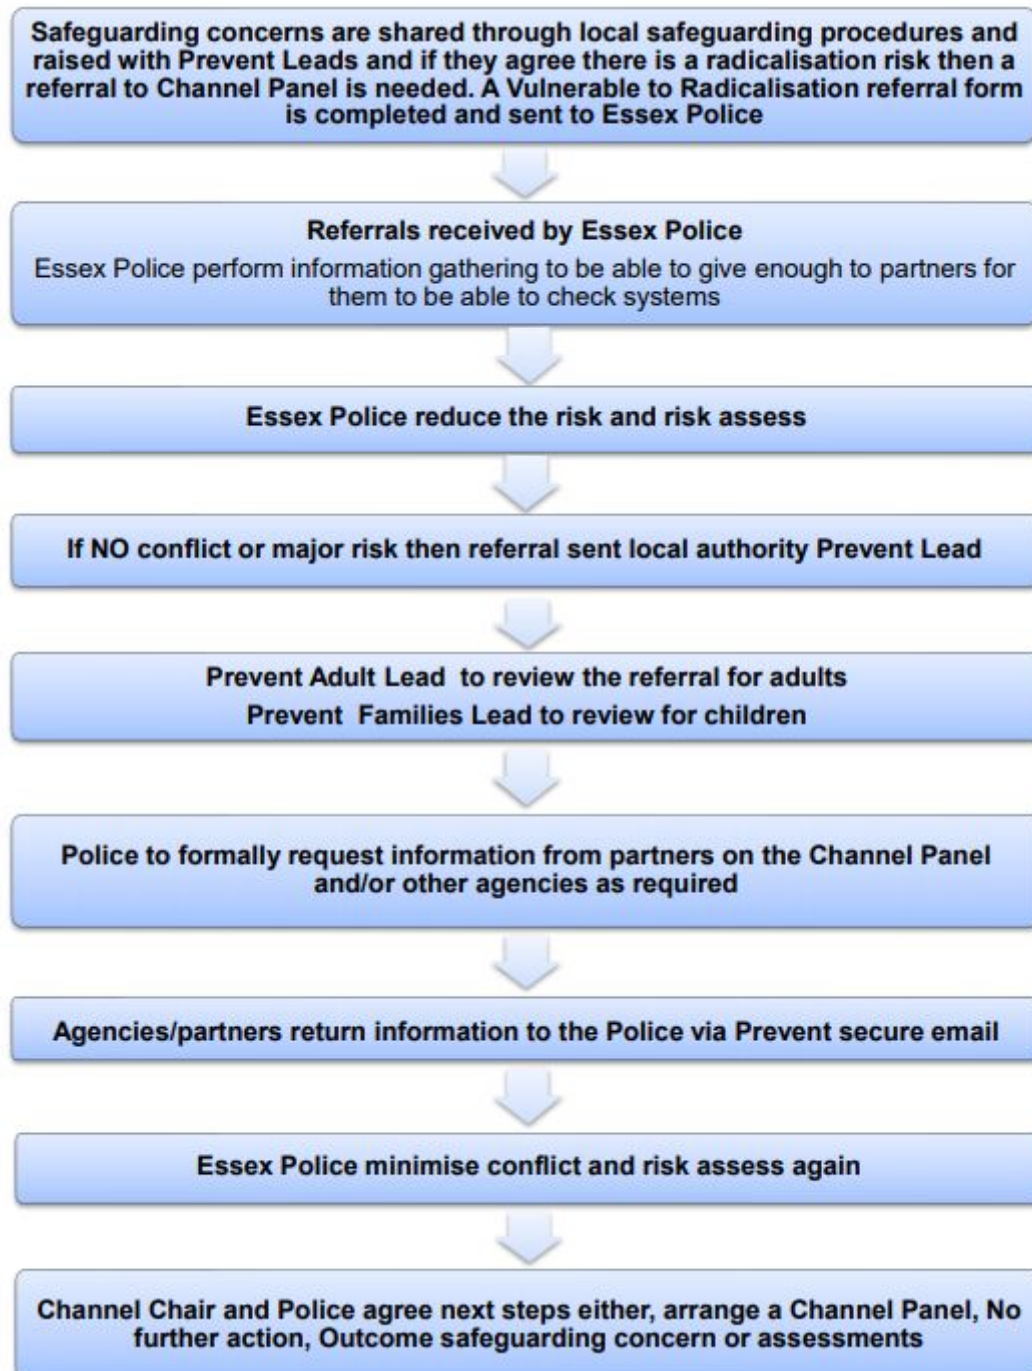 Safeguarding concerns are shared through local safeguarding procedures and
raised with Prevent Leads and if they agree there is a radicalisation risk then a
referral to Channel Panel is needed. A Vulnerable to Radicalisation referral form
is completed and sent to Essex Police
Referrals received by Essex Police
Essex Police perform information gathering to be able to give enough to partners for
them to be able to check systems
Essex Police reduce the risk and risk assess
If NO conflict or major risk then referral sent local authority Prevent Lead
Prevent Adult Lead to review the referral for adults
Prevent Families Lead to review for children
Police to formally request information from partners on the Channel Panel
and/or other agencies as required
Agencies/partners return information to the Police via Prevent secure email
Essex Police minimise conflict and risk assess again
Channel Chair and Police agree next steps either, arrange a Channel Panel, No
further action, Outcome safeguarding concern or assessments